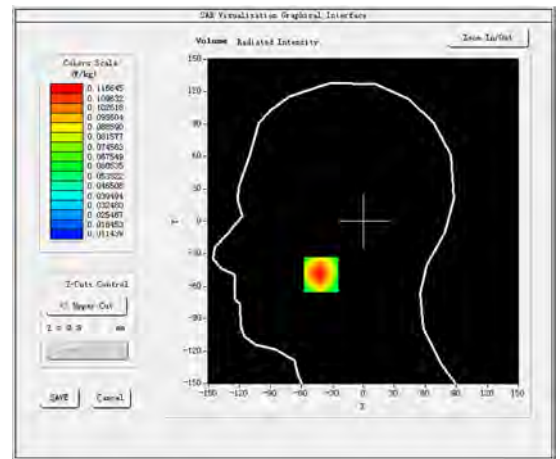 SAR Visualisation Graphical Interface
Volume Radiated Intensity
Zoom In/Out
Colors Scale
(W/kg)
0.116645
0.109632
0.102618
0.095604
0.088590
0.081577
0.074563
0.067549
0.060535
0.053522
0.046508
0.039494
0.032480
0.025467
0.018453
0.011439
150
120
90
60
30
0
-30
-60
-90
-120
-150
Y
-150 -120 -90 -60 -30 0 30 60 90 120 150
X
Z-Cuts Control
<< Upper Cut
Z = 0.0 mm
SAVE
Cancel